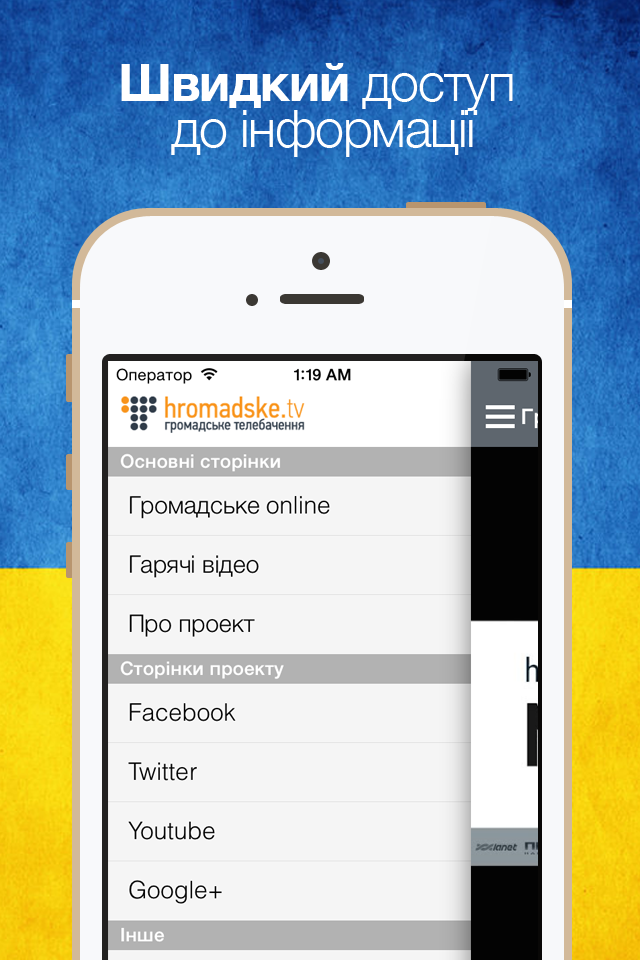 Швидкий доступ
до інформації
Оператор 1:19 AM
hromadske.tv
громадське телебачення
Основні сторінки
Громадське online
Гарячі відео
Про проект
Сторінки проекту
Facebook
Twitter
Youtube
Google+
Інше